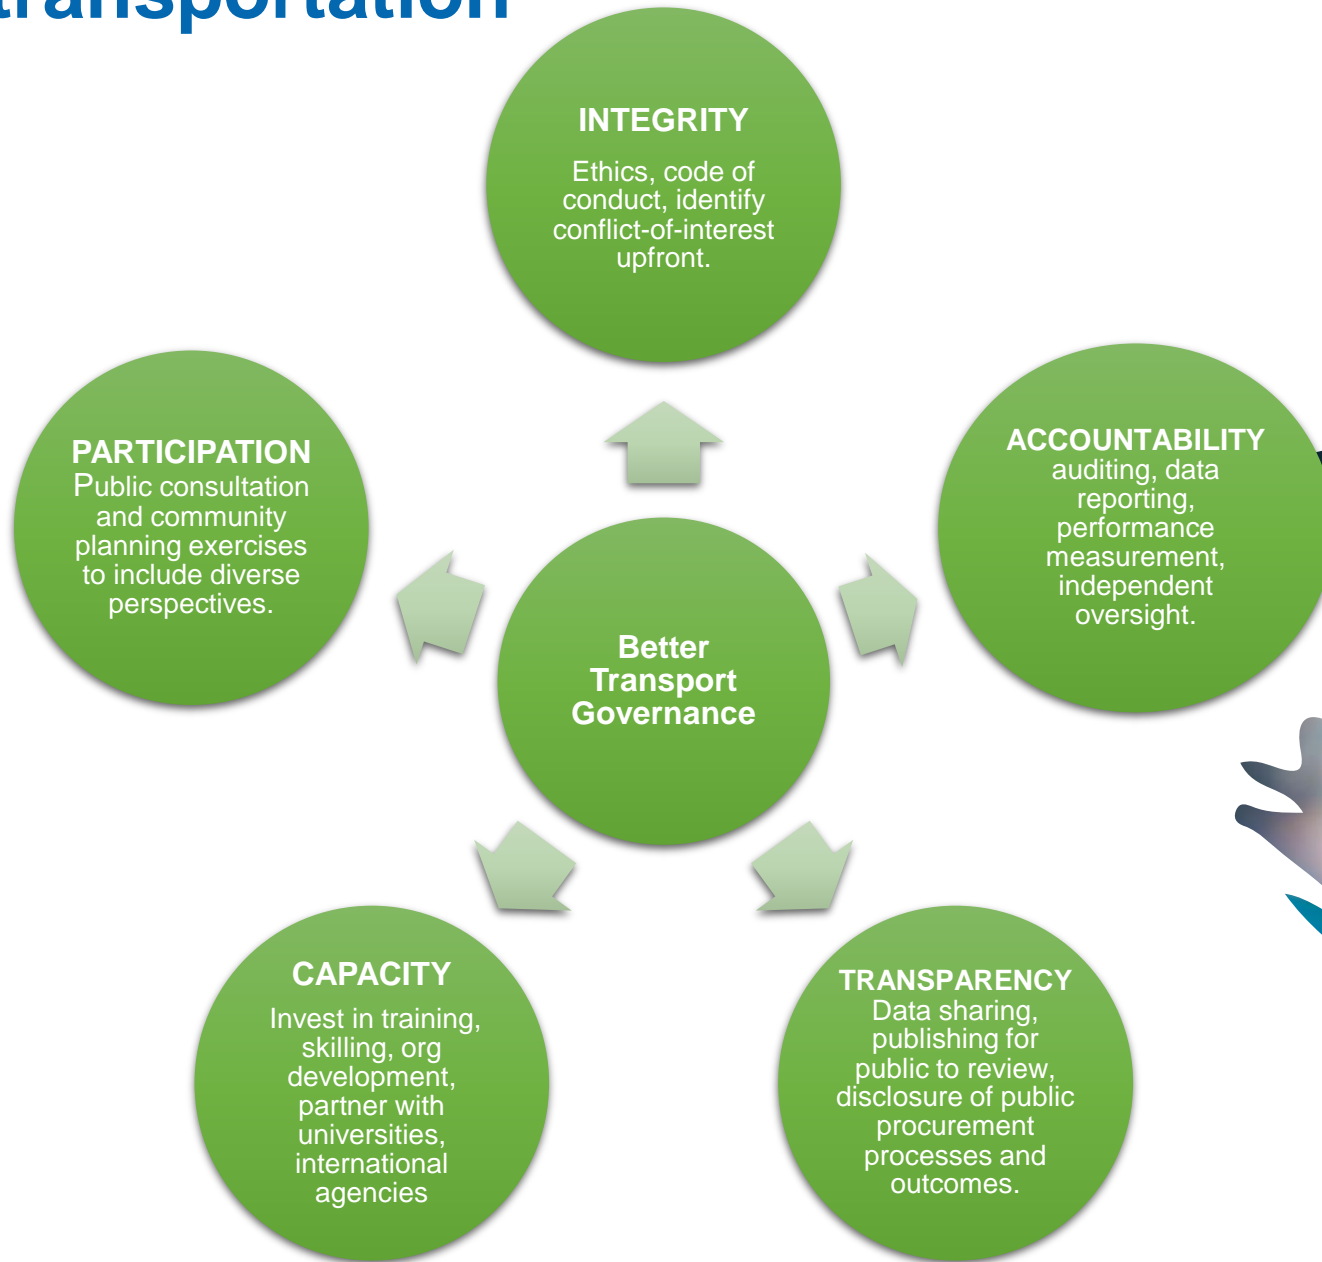 transportation
INTEGRITY
Ethics, code of
conduct, identify
conflict-of-interest
upfront.
PARTICIPATION
Public consultation
and community
planning exercises
to include diverse
perspectives.
ACCOUNTABILITY
auditing, data
reporting,
performance
measurement,
independent
oversight.
Better
Transport
Governance
CAPACITY
Invest in training,
skilling, org
development,
partner with
universities,
international
agencies
TRANSPARENCY
Data sharing,
publishing for
public to review,
disclosure of public
procurement
processes and
outcomes.